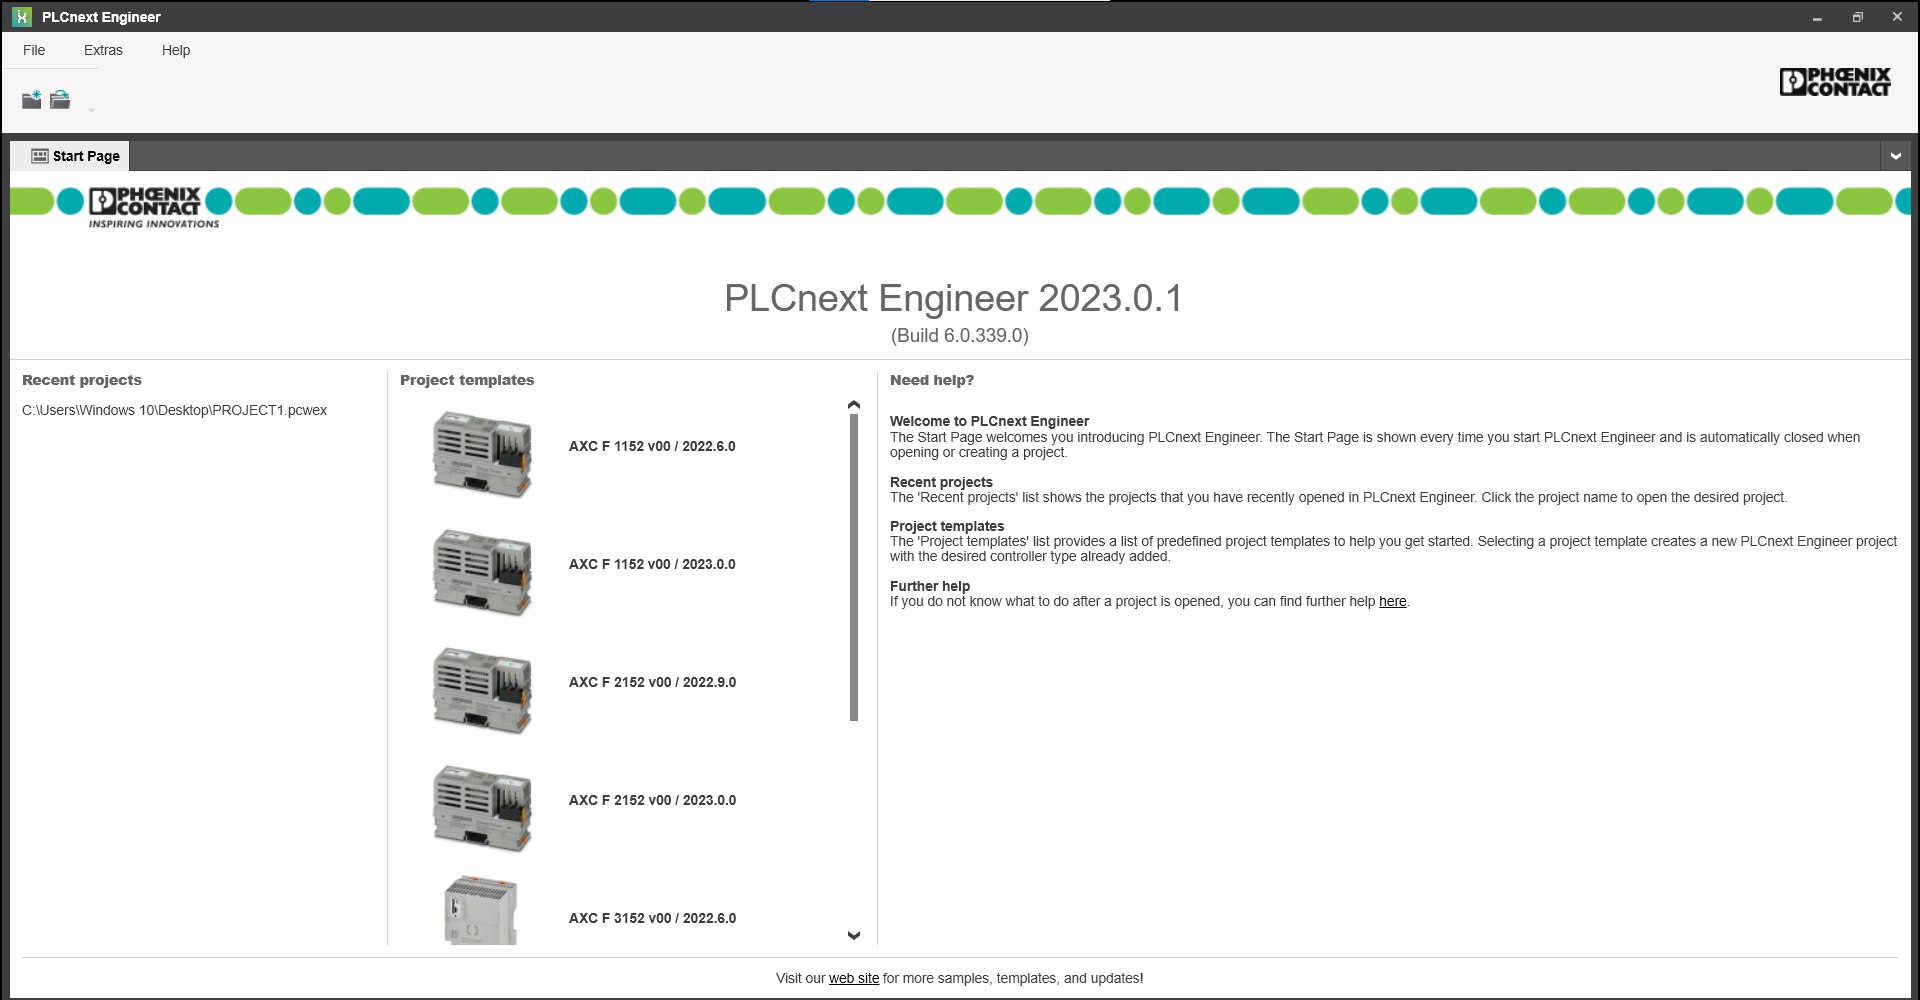 PLCnext Engineer
File Extras Help
PHŒNIX
CONTACT
Start Page
PHŒNIX
CONTACT
INSPIRING INNOVATIONS
PLCnext Engineer 2023.0.1
(Build 6.0.339.0)
Recent projects
C:\Users\Windows 10\Desktop\PROJECT1.pcwex
Project templates
AXC F 1152 v00 / 2022.6.0
AXC F 1152 v00 / 2023.0.0
AXC F 2152 v00 / 2022.9.0
AXC F 2152 v00 / 2023.0.0
AXC F 3152 v00 / 2022.6.0
Need help?
Welcome to PLCnext Engineer
The Start Page welcomes you introducing PLCnext Engineer. The Start Page is shown every time you start PLCnext Engineer and is automatically closed when
opening or creating a project.
Recent projects
The 'Recent projects' list shows the projects that you have recently opened in PLCnext Engineer. Click the project name to open the desired project.
Project templates
The 'Project templates' list provides a list of predefined project templates to help you get started. Selecting a project template creates a new PLCnext Engineer project
with the desired controller type already added.
Further help
If you do not know what to do after a project is opened, you can find further help here.
Visit our web site for more samples, templates, and updates!